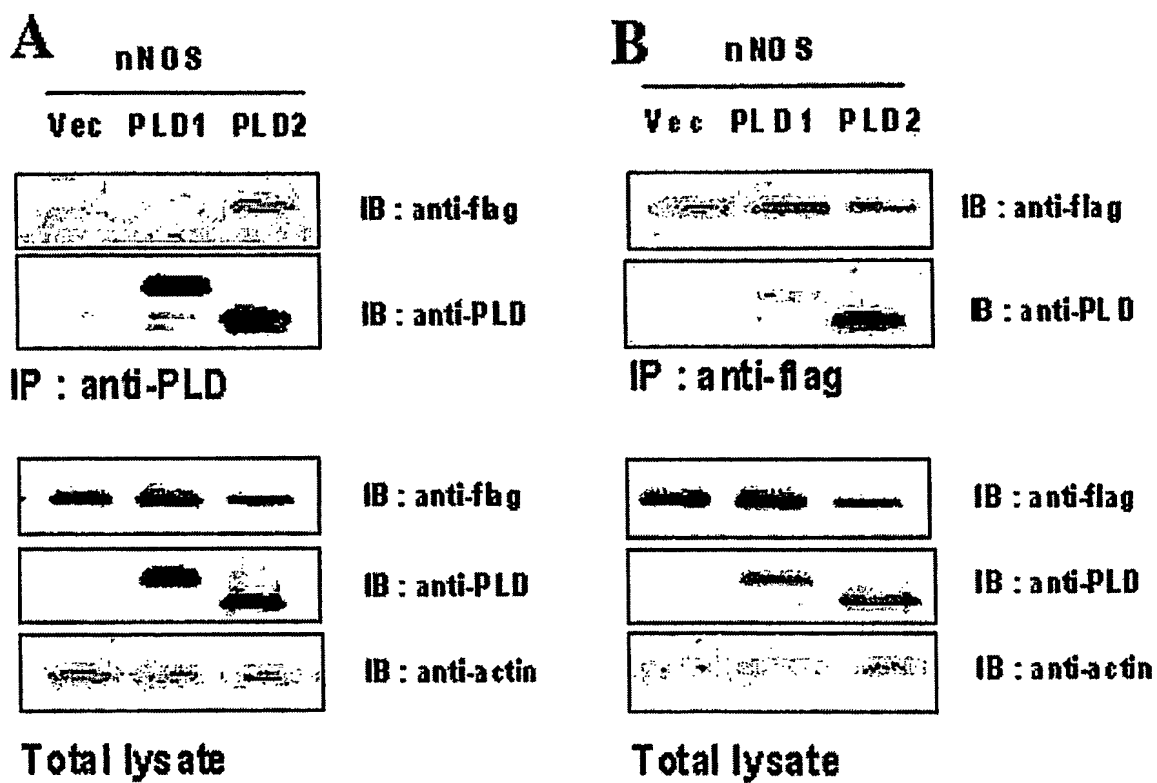 A
nNOS
Vec PLD1 PLD2
IB : anti-flag
IB : anti-PLD
IP : anti-PLD
IB : anti-flag
IB : anti-PLD
IB : anti-actin
Total lysate
B
nNOS
Vec PLD1 PLD2
IB : anti-flag
IB : anti-PLD
IP : anti-flag
IB : anti-flag
IB : anti-PLD
IB : anti-actin
Total lysate